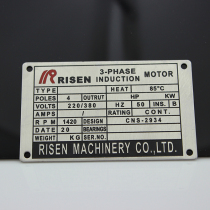 RISEN 3-PHASE INDUCTION MOTOR
TYPE HEAT 85°C
POLES 4 OUTPUT HP KW
VOLTS 220/380 HZ 50 INS. B
AMPS / RATING CONT.
RPM 1420 DESIGN CNS-2934
DATE 20 BEARINGS
WEIGHT KG SER.NO.
RISEN MACHINERY CO.,LTD.